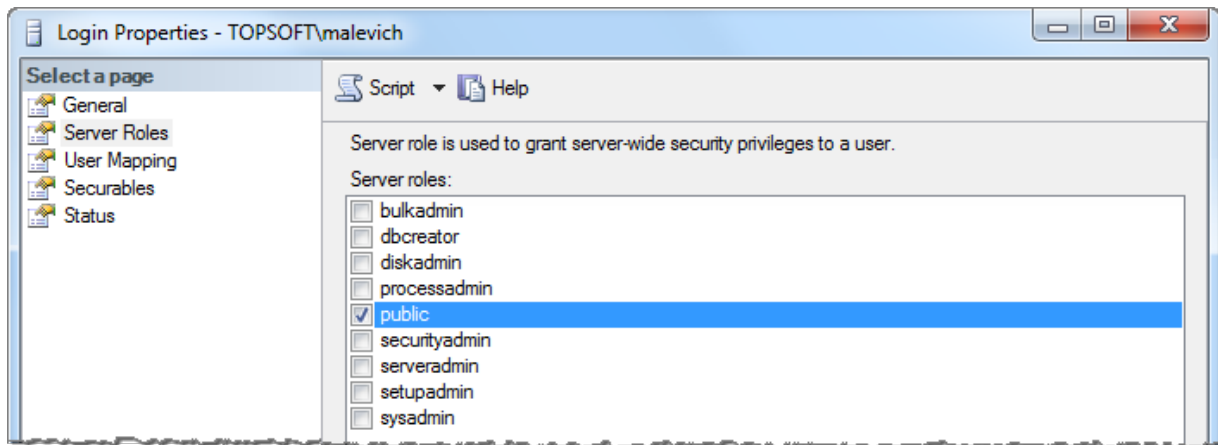 Login Properties - TOPSOFT\malevich
Select a page
General
Server Roles
User Mapping
Securables
Status
Script Help
Server role is used to grant server-wide security privileges to a user.
Server roles:
bulkadmin
dbcreator
diskadmin
processadmin
public
securityadmin
serveradmin
setupadmin
sysadmin